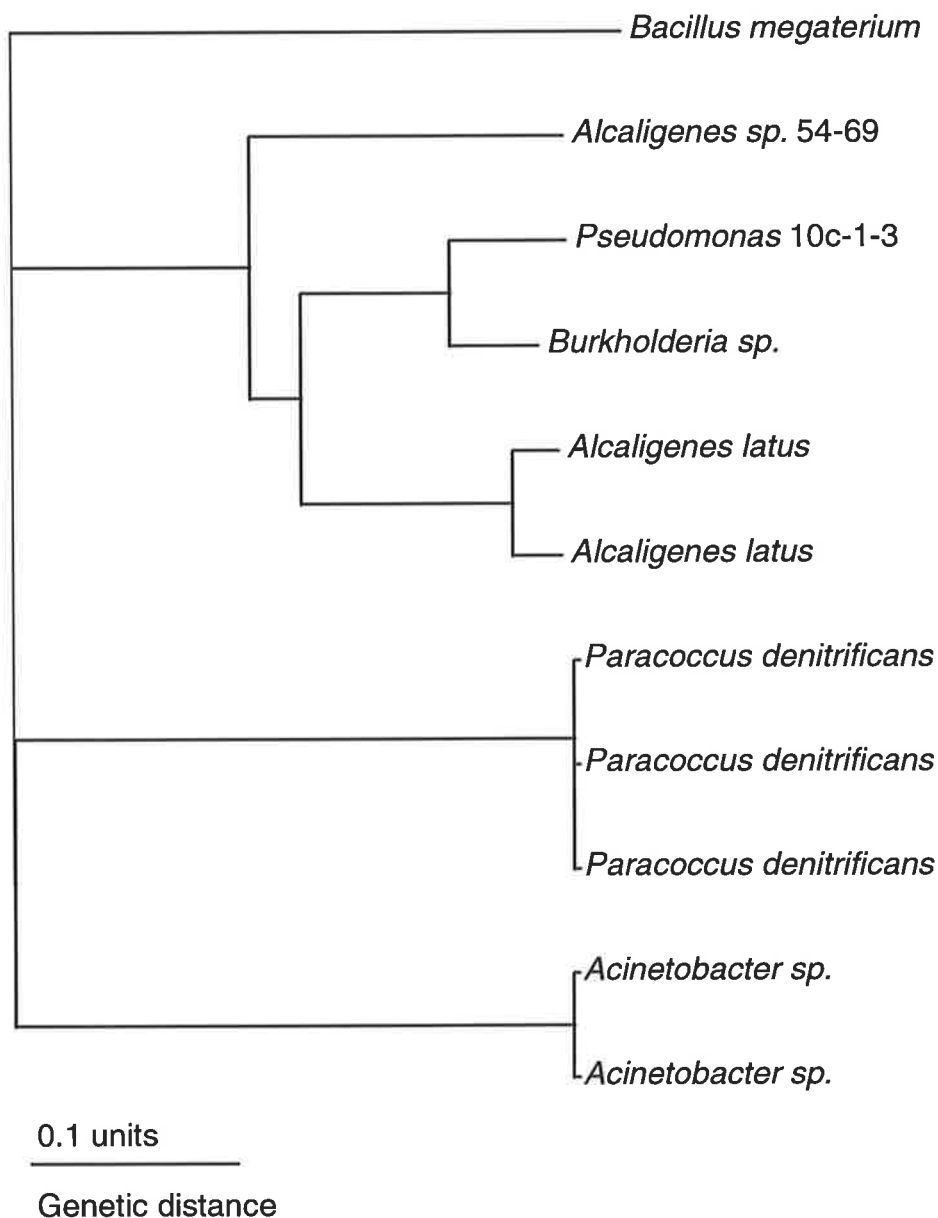 Bacillus megaterium
Alcaligenes sp. 54-69
Pseudomonas 10c-1-3
Burkholderia sp.
Alcaligenes latus
Alcaligenes latus
Paracoccus denitrificans
Paracoccus denitrificans
Paracoccus denitrificans
Acinetobacter sp.
Acinetobacter sp.
0.1 units
Genetic distance